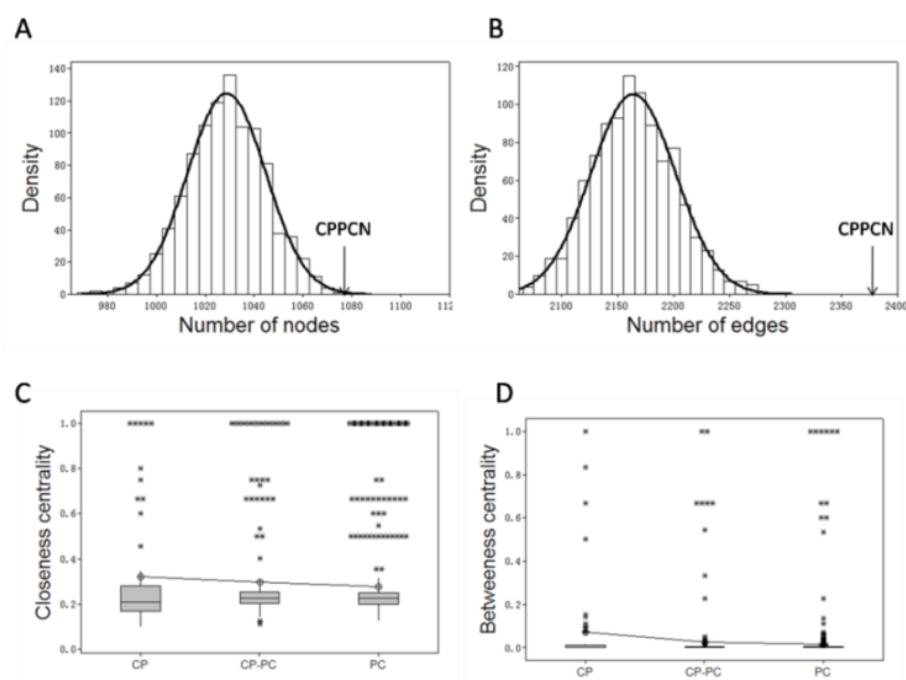 A
B
140
120
100
80
60
40
20
0
Density
CPPCN
980
1000
1020
1040
1060
1080
1100
112
Number of nodes
120
100
80
60
40
20
0
Density
CPPCN
2100
2150
2200
2250
2300
2350
2400
Number of edges
C
D
1.0
0.8
0.6
0.4
0.2
0.0
Closeness centrality
CP
CP-PC
PC
1.0
0.8
0.6
0.4
0.2
0.0
Betweeness centrality
CP
CP-PC
PC